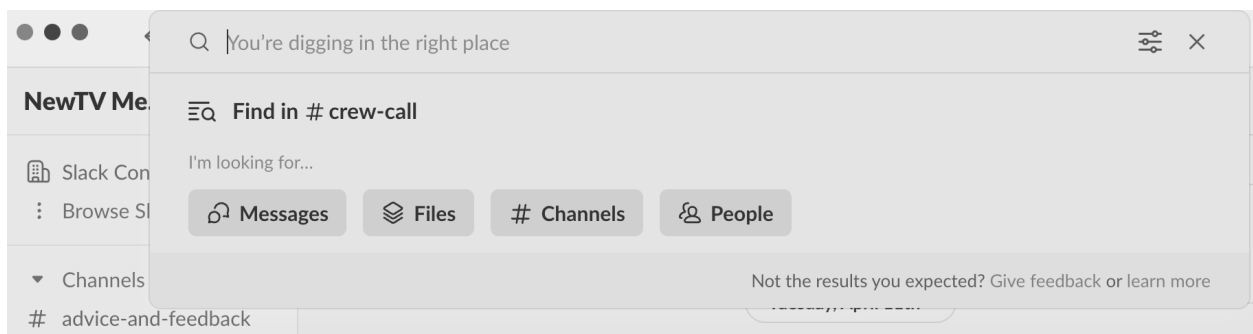 You're digging in the right place
NewTV Me.
Find in # crew-call
I'm looking for...
Slack Con
Messages Files # Channels People
Browse Sl
Not the results you expected? Give feedback or learn more
Channels
# advice-and-feedback